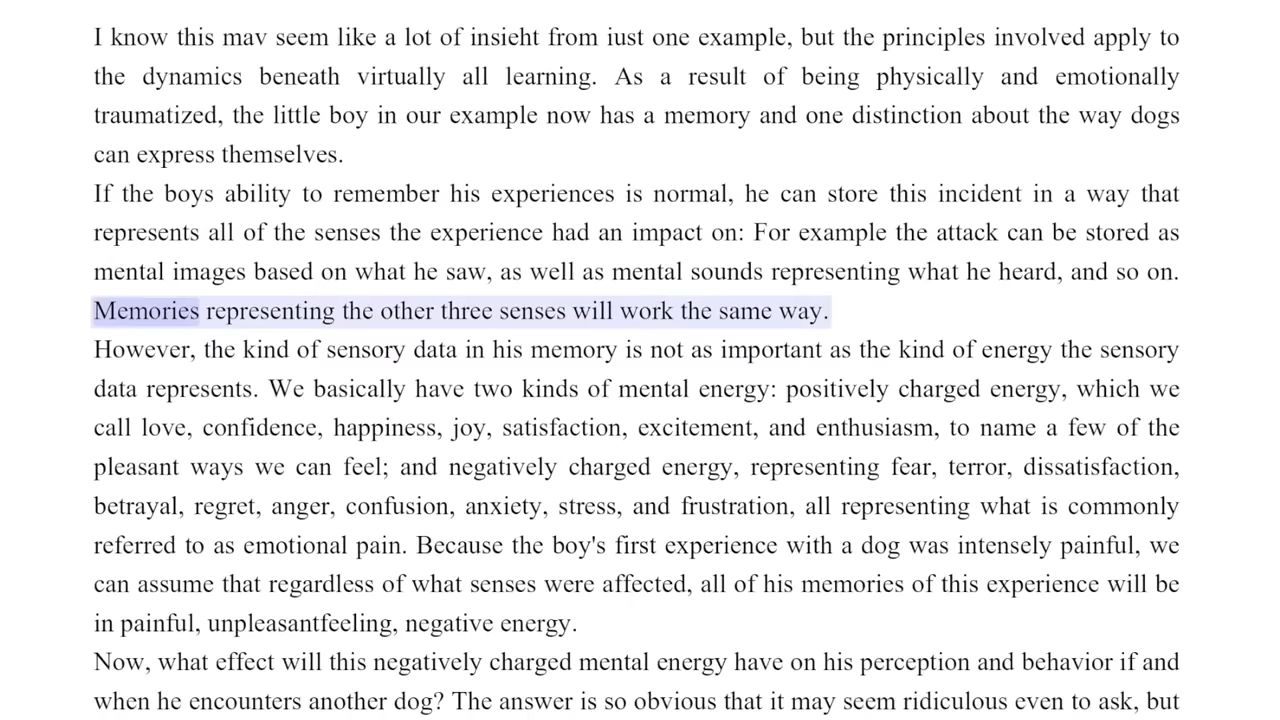 I know this mav seem like a lot of insieht from iust one example, but the principles involved apply to
the dynamics beneath virtually all learning. As a result of being physically and emotionally
traumatized, the little boy in our example now has a memory and one distinction about the way dogs
can express themselves.
If the boys ability to remember his experiences is normal, he can store this incident in a way that
represents all of the senses the experience had an impact on: For example the attack can be stored as
mental images based on what he saw, as well as mental sounds representing what he heard, and so on.
Memories representing the other three senses will work the same way.
However, the kind of sensory data in his memory is not as important as the kind of energy the sensory
data represents. We basically have two kinds of mental energy: positively charged energy, which we
call love, confidence, happiness, joy, satisfaction, excitement, and enthusiasm, to name a few of the
pleasant ways we can feel; and negatively charged energy, representing fear, terror, dissatisfaction,
betrayal, regret, anger, confusion, anxiety, stress, and frustration, all representing what is commonly
referred to as emotional pain. Because the boy's first experience with a dog was intensely painful, we
can assume that regardless of what senses were affected, all of his memories of this experience will be
in painful, unpleasantfeeling, negative energy.
Now, what effect will this negatively charged mental energy have on his perception and behavior if and
when he encounters another dog? The answer is so obvious that it may seem ridiculous even to ask, but